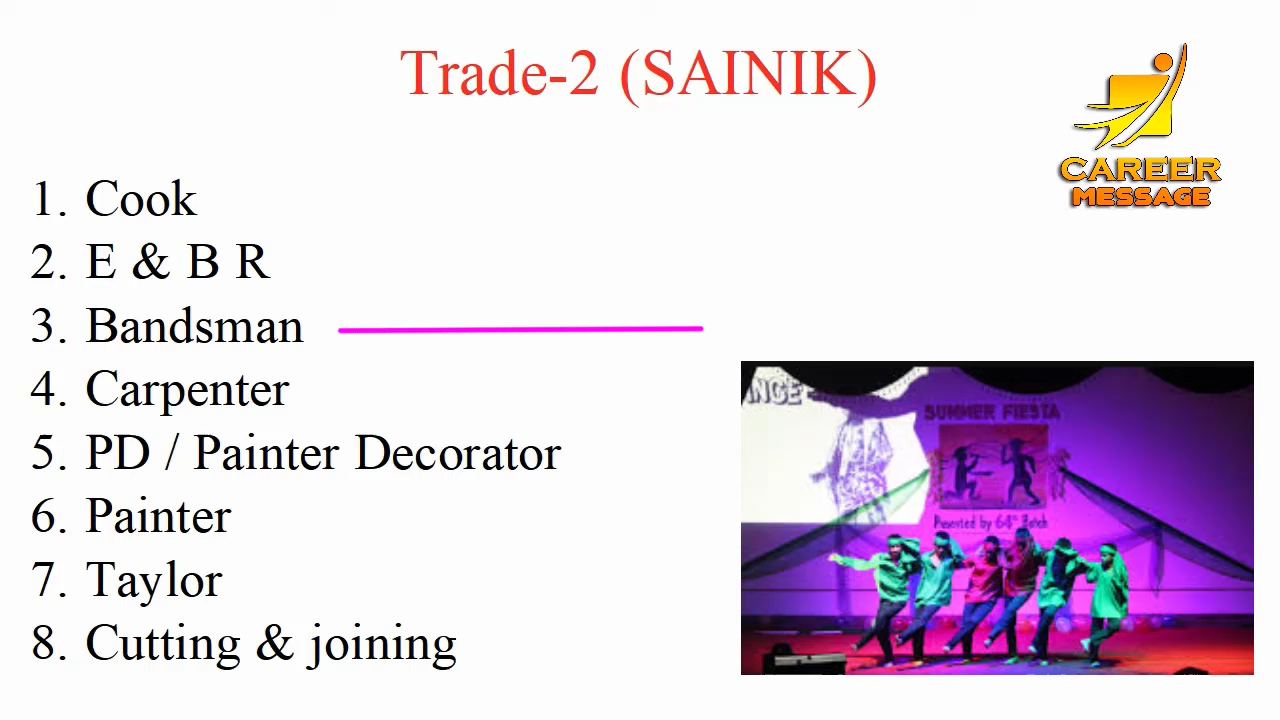 Trade-2 (SAINIK)
CAREER
MESSAGE
1. Cook
2. E & B R
3. Bandsman
4. Carpenter
5. PD / Painter Decorator
6. Painter
7. Taylor
8. Cutting & joining
NGE
SUMMER FIESTA
Presented by 64th Batch